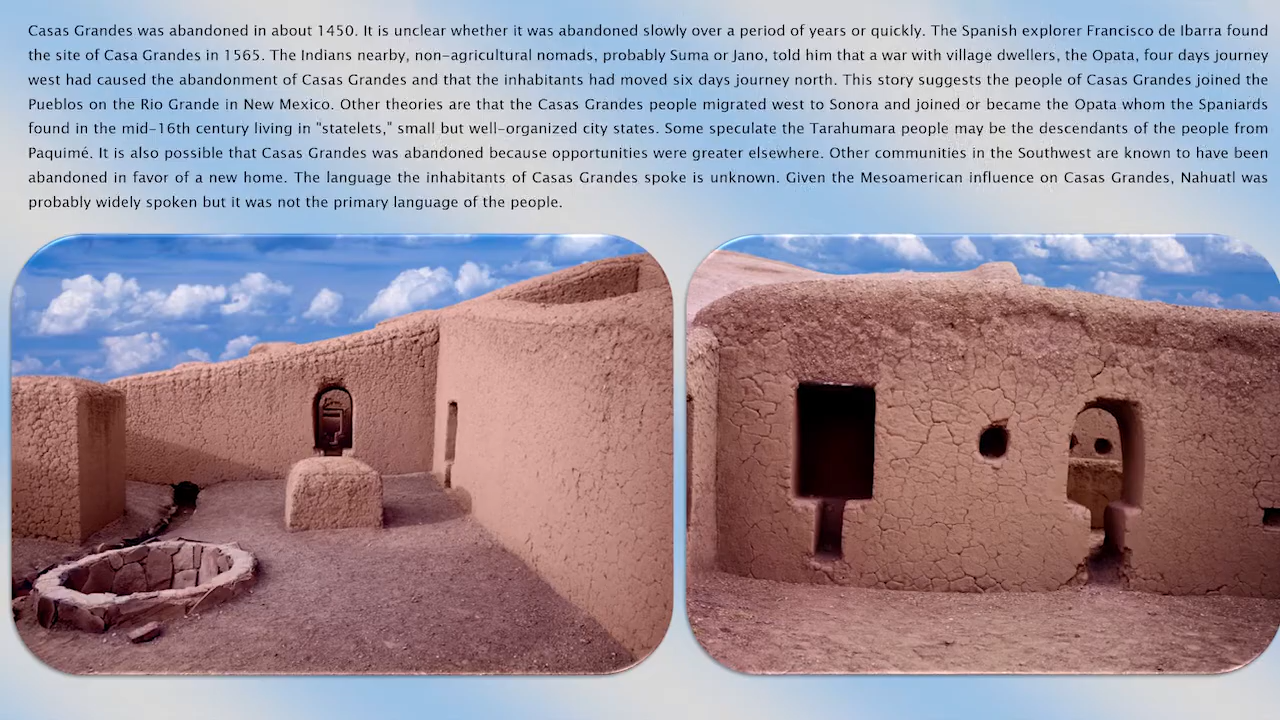 Casas Grandes was abandoned in about 1450. It is unclear whether it was abandoned slowly over a period of years or quickly. The Spanish explorer Francisco de Ibarra found
the site of Casa Grandes in 1565. The Indians nearby, non-agricultural nomads, probably Suma or Jano, told him that a war with village dwellers, the Opata, four days journey
west had caused the abandonment of Casas Grandes and that the inhabitants had moved six days journey north. This story suggests the people of Casas Grandes joined the
Pueblos on the Rio Grande in New Mexico. Other theories are that the Casas Grandes people migrated west to Sonora and joined or became the Opata whom the Spaniards
found in the mid-16th century living in "statelets," small but well-organized city states. Some speculate the Tarahumara people may be the descendants of the people from
Paquimé. It is also possible that Casas Grandes was abandoned because opportunities were greater elsewhere. Other communities in the Southwest are known to have been
abandoned in favor of a new home. The language the inhabitants of Casas Grandes spoke is unknown. Given the Mesoamerican influence on Casas Grandes, Nahuatl was
probably widely spoken but it was not the primary language of the people.